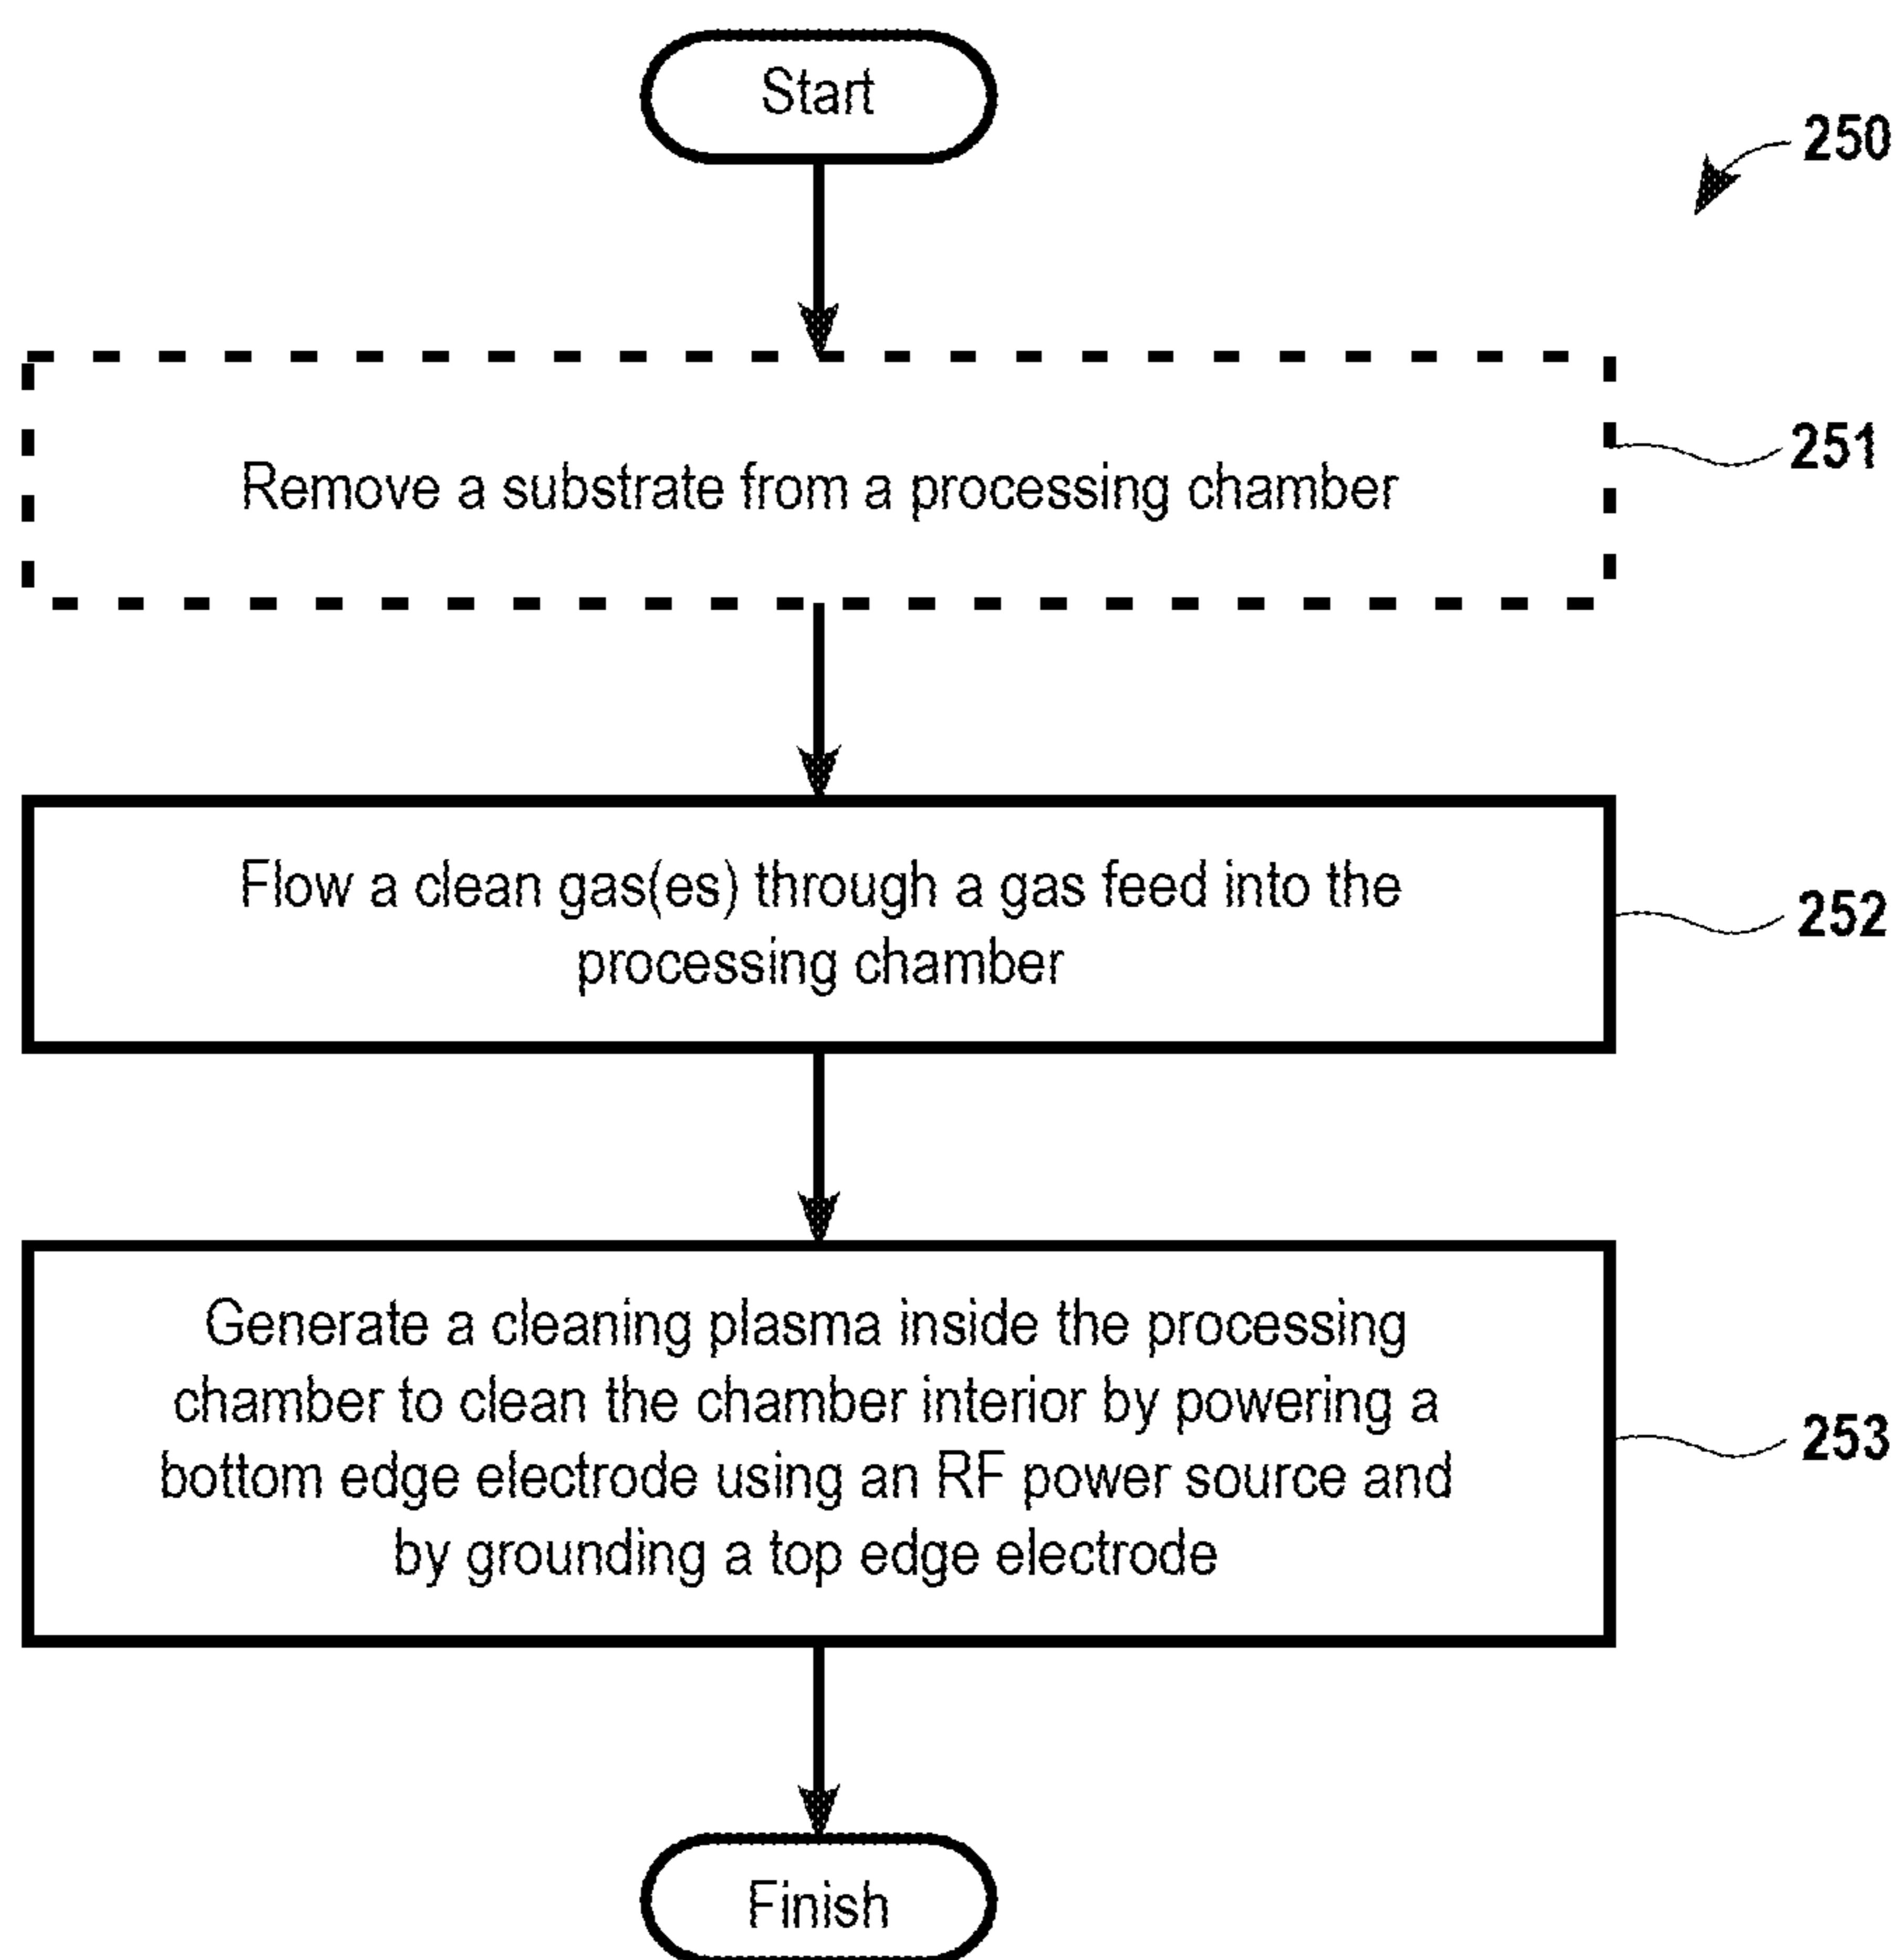 Start
250
251
Remove a substrate from a processing chamber
Flow a clean gas(es) through a gas feed into the
processing chamber
252
Generate a cleaning plasma inside the processing
chamber to clean the chamber interior by powering a
bottom edge electrode using an RF power source and
by grounding a top edge electrode
253
Finish